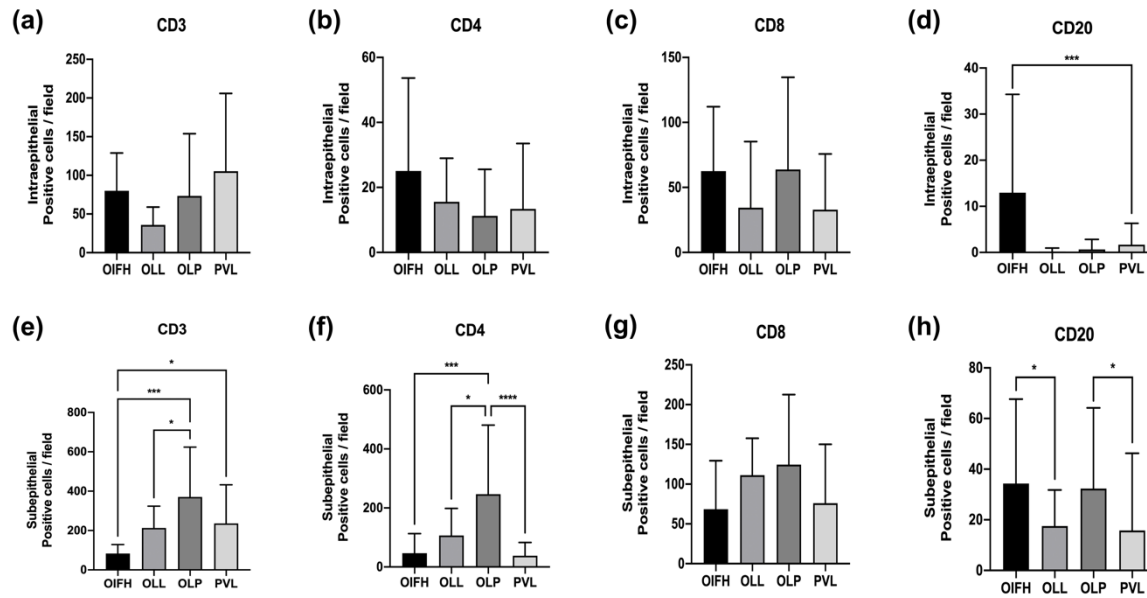 (a)
CD3
Intraepithelial
Positive cells / field
250
200
150
100
50
0
OIFH OLL OLP PVL
(b)
CD4
Intraepithelial
Positive cells / field
60
40
20
0
OIFH OLL OLP PVL
(c)
CD8
Intraepithelial
Positive cells / field
150
100
50
0
OIFH OLL OLP PVL
(d)
CD20
Intraepithelial
Positive cells / field
40
30
20
10
0
***
OIFH OLL OLP PVL
(e)
CD3
Subepithelial
Positive cells / field
800
600
400
200
0
*
***
*
OIFH OLL OLP PVL
(f)
CD4
Subepithelial
Positive cells / field
600
400
200
0
***
*
****
OIFH OLL OLP PVL
(g)
CD8
Subepithelial
Positive cells / field
250
200
150
100
50
0
OIFH OLL OLP PVL
(h)
CD20
Subepithelial
Positive cells / field
80
60
40
20
0
*
*
OIFH OLL OLP PVL